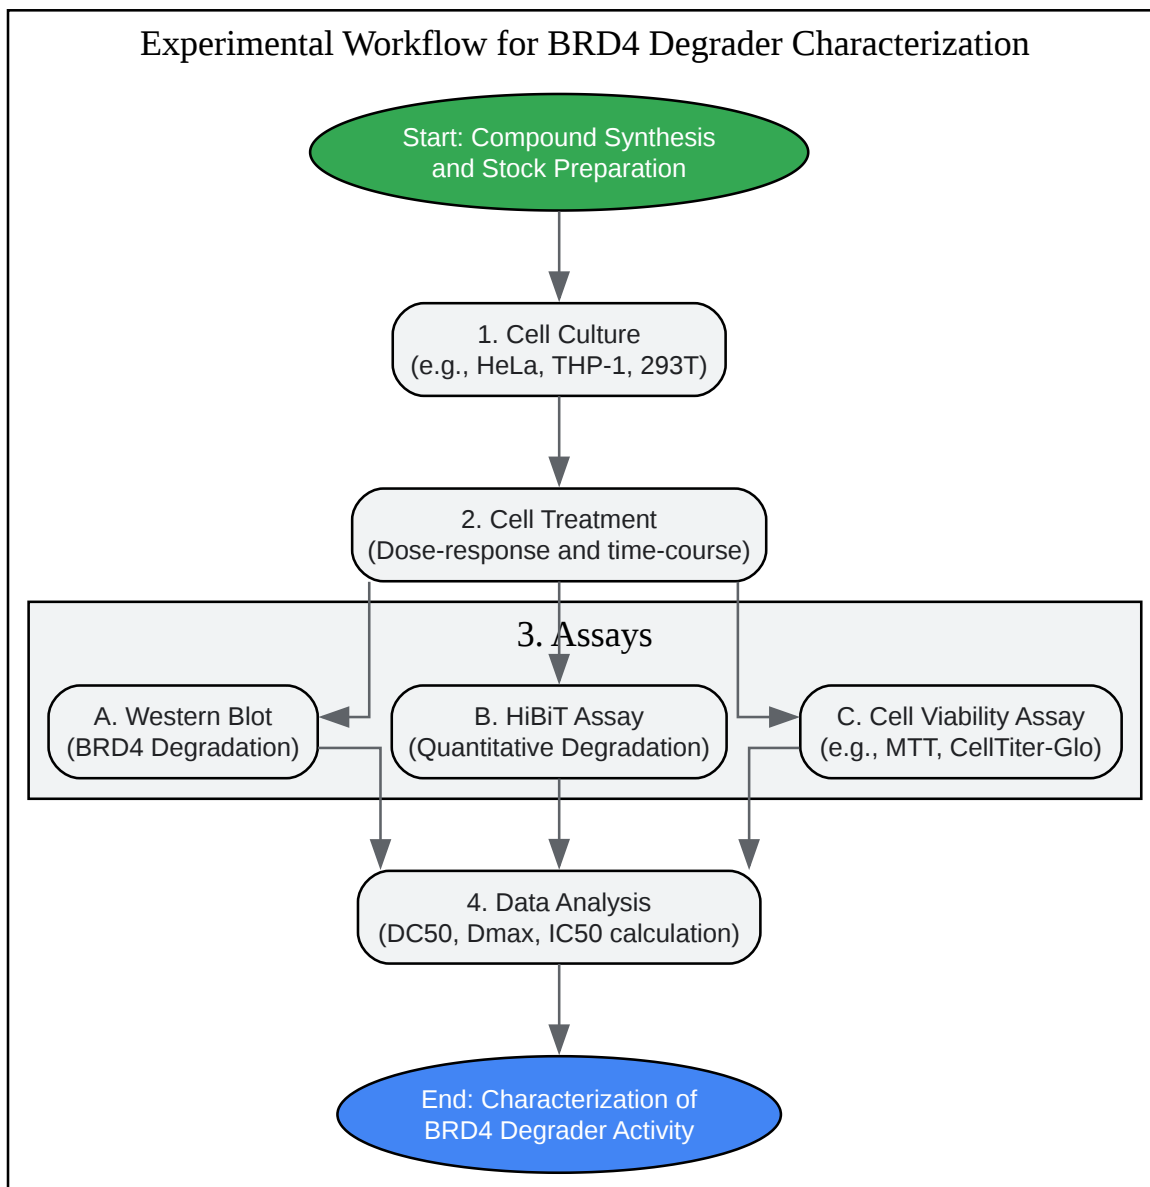 Experimental Workflow for BRD4 Degrader Characterization
Start: Compound Synthesis
and Stock Preparation
1. Cell Culture
(e.g., HeLa, THP-1, 293T)
2. Cell Treatment
(Dose-response and time-course)
3. Assays
A. Western Blot
(BRD4 Degradation)
B. HiBiT Assay
(Quantitative Degradation)
C. Cell Viability Assay
(e.g., MTT, CellTiter-Glo)
4. Data Analysis
(DC50, Dmax, IC50 calculation)
End: Characterization of
BRD4 Degrader Activity